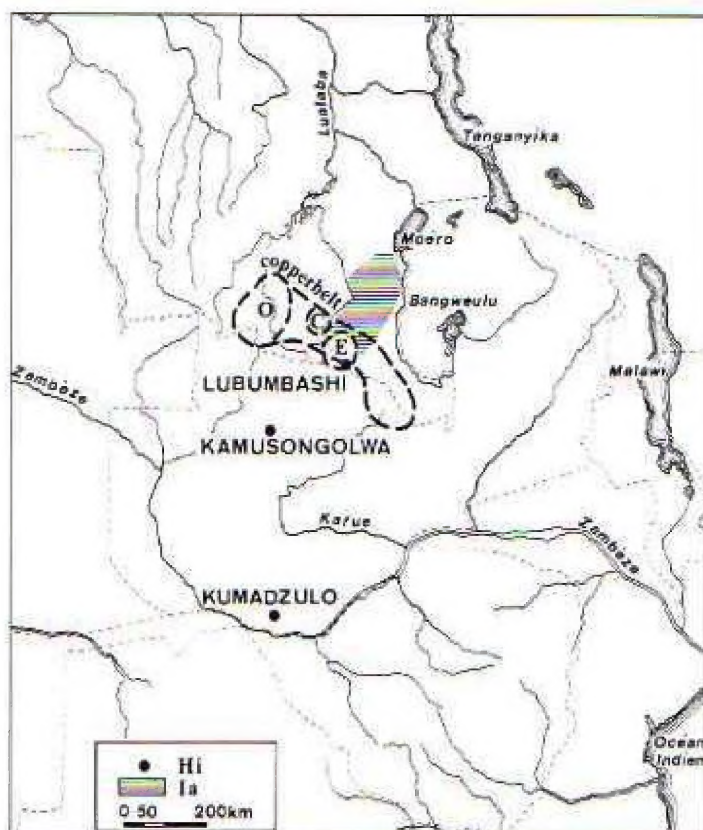 Lualaba
Tanganyika
Moero
copperbelt
Bangweulu
O
C
E
Malawi
LUBUMBASHI
Zambeze
KAMUSONGOLWA
Kafue
Zambeze
KUMADZULO
Ocean
Indien
Hi
Ia
0 50 200km